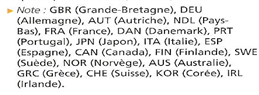 ► Note : GBR (Grande-Bretagne), DEU
(Allemagne), AUT (Autriche), NDL (Pays-
Bas), FRA (France), DAN (Danemark), PRT
(Portugal), JPN (Japon), ITA (Italie), ESP
(Espagne), CAN (Canada), FIN (Finlande), SWE
(Suède), NOR (Norvège), AUS (Australie),
GRC (Grèce), CHE (Suisse), KOR (Corée), IRL
(Irlande).